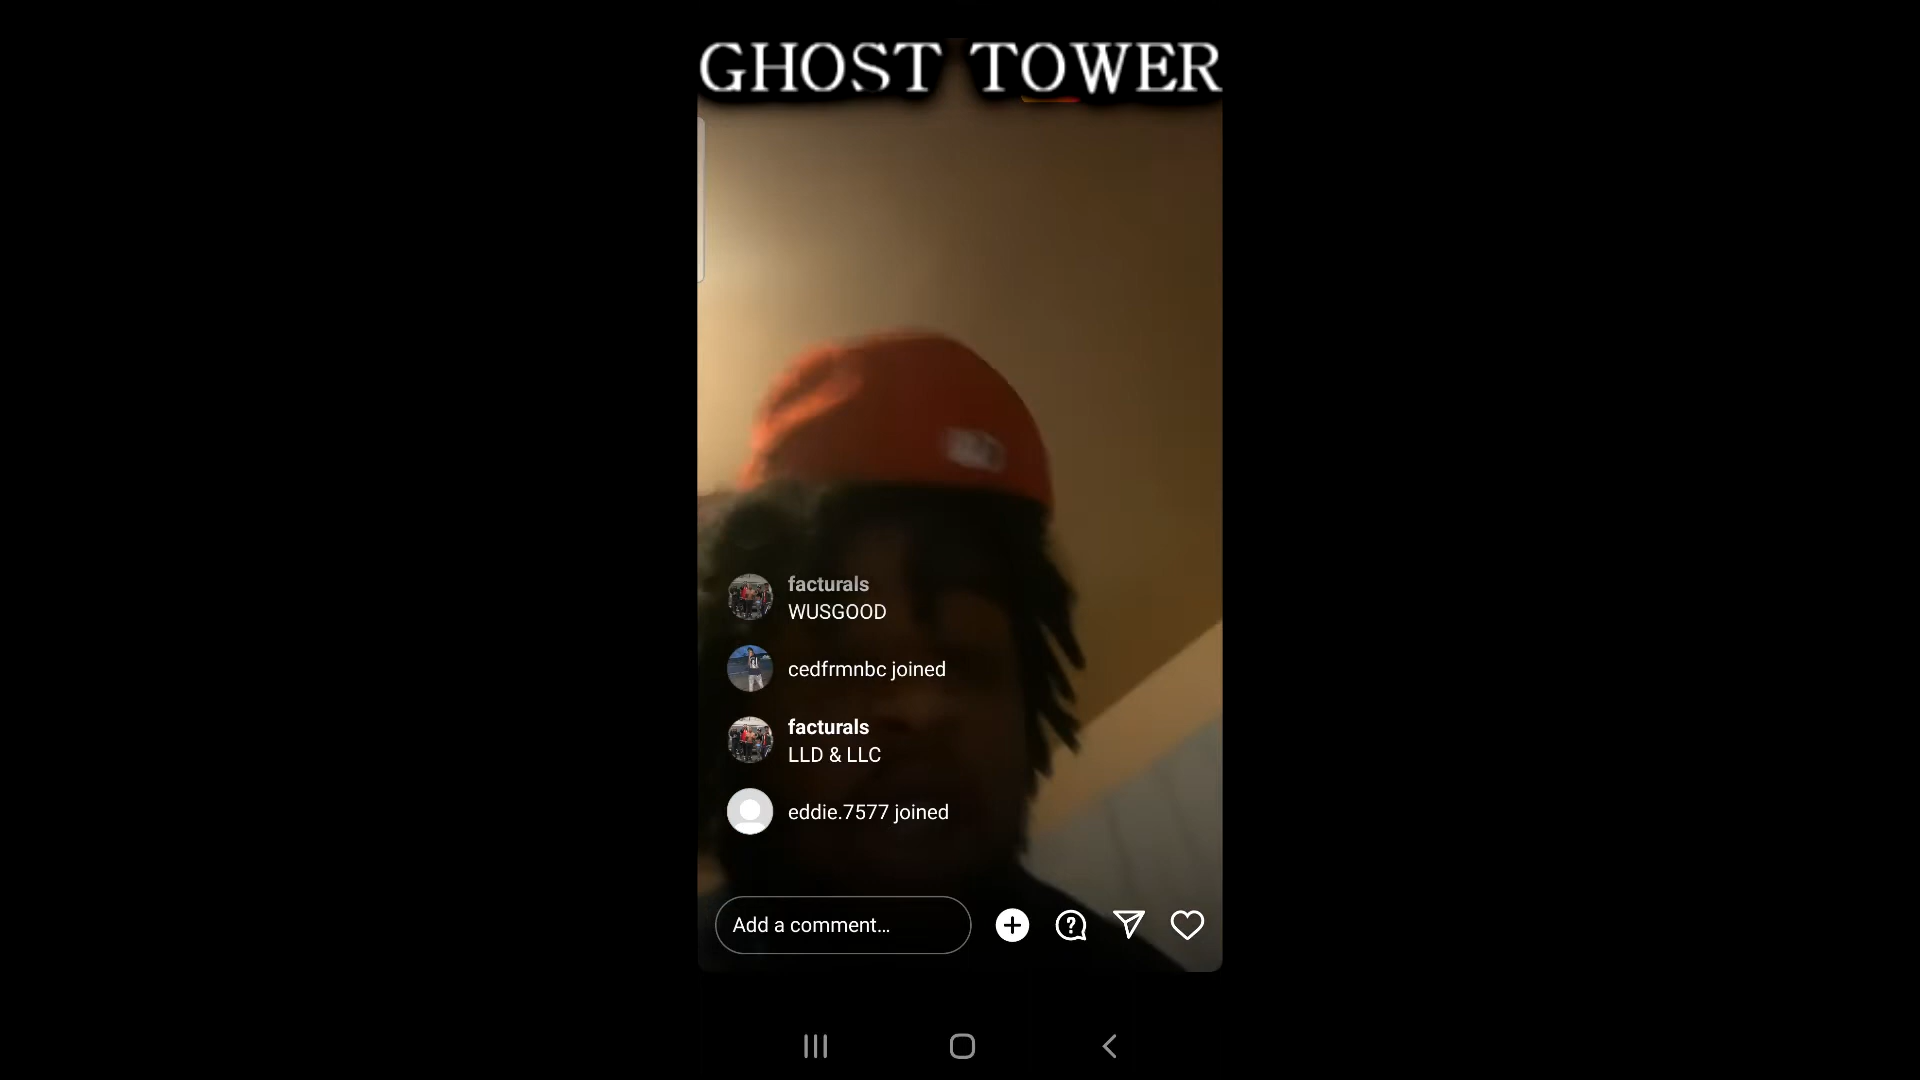 GHOST TOWER
facturals
WUSGOOD
cedfrmnbc joined
facturals
LLD & LLC
eddie.7577 joined
Add a comment...